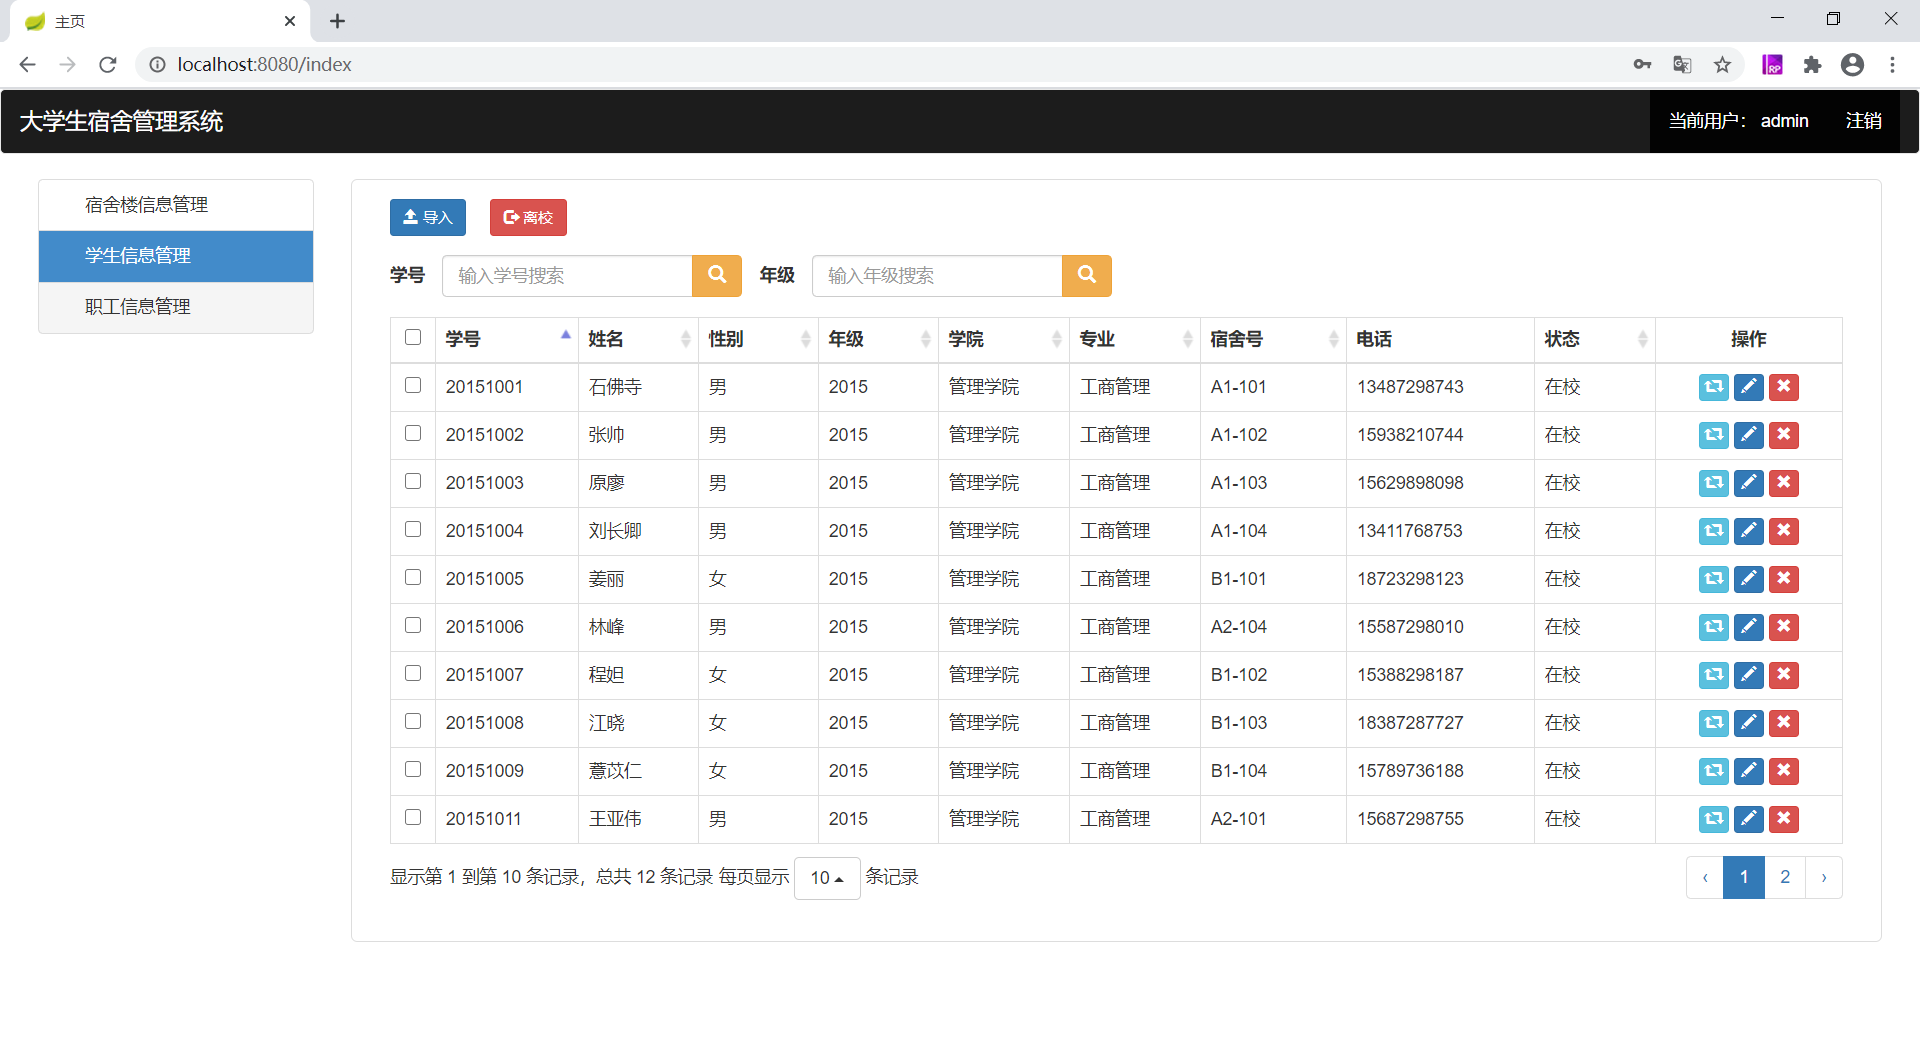 主页
localhost:8080/index
大学生宿舍管理系统
当前用户： admin 注销
宿舍楼信息管理
学生信息管理
职工信息管理
导入 离校
学号 输入学号搜索 年级 输入年级搜索
学号 姓名 性别 年级 学院 专业 宿舍号 电话 状态 操作
20151001 石佛寺 男 2015 管理学院 工商管理 A1-101 13487298743 在校
20151002 张帅 男 2015 管理学院 工商管理 A1-102 15938210744 在校
20151003 原廖 男 2015 管理学院 工商管理 A1-103 15629898098 在校
20151004 刘长卿 男 2015 管理学院 工商管理 A1-104 13411768753 在校
20151005 姜丽 女 2015 管理学院 工商管理 B1-101 18723298123 在校
20151006 林峰 男 2015 管理学院 工商管理 A2-104 15587298010 在校
20151007 程妲 女 2015 管理学院 工商管理 B1-102 15388298187 在校
20151008 江晓 女 2015 管理学院 工商管理 B1-103 18387287727 在校
20151009 薏苡仁 女 2015 管理学院 工商管理 B1-104 15789736188 在校
20151011 王亚伟 男 2015 管理学院 工商管理 A2-101 15687298755 在校
显示第 1 到第 10 条记录，总共 12 条记录 每页显示 10 条记录
‹ 1 2 ›